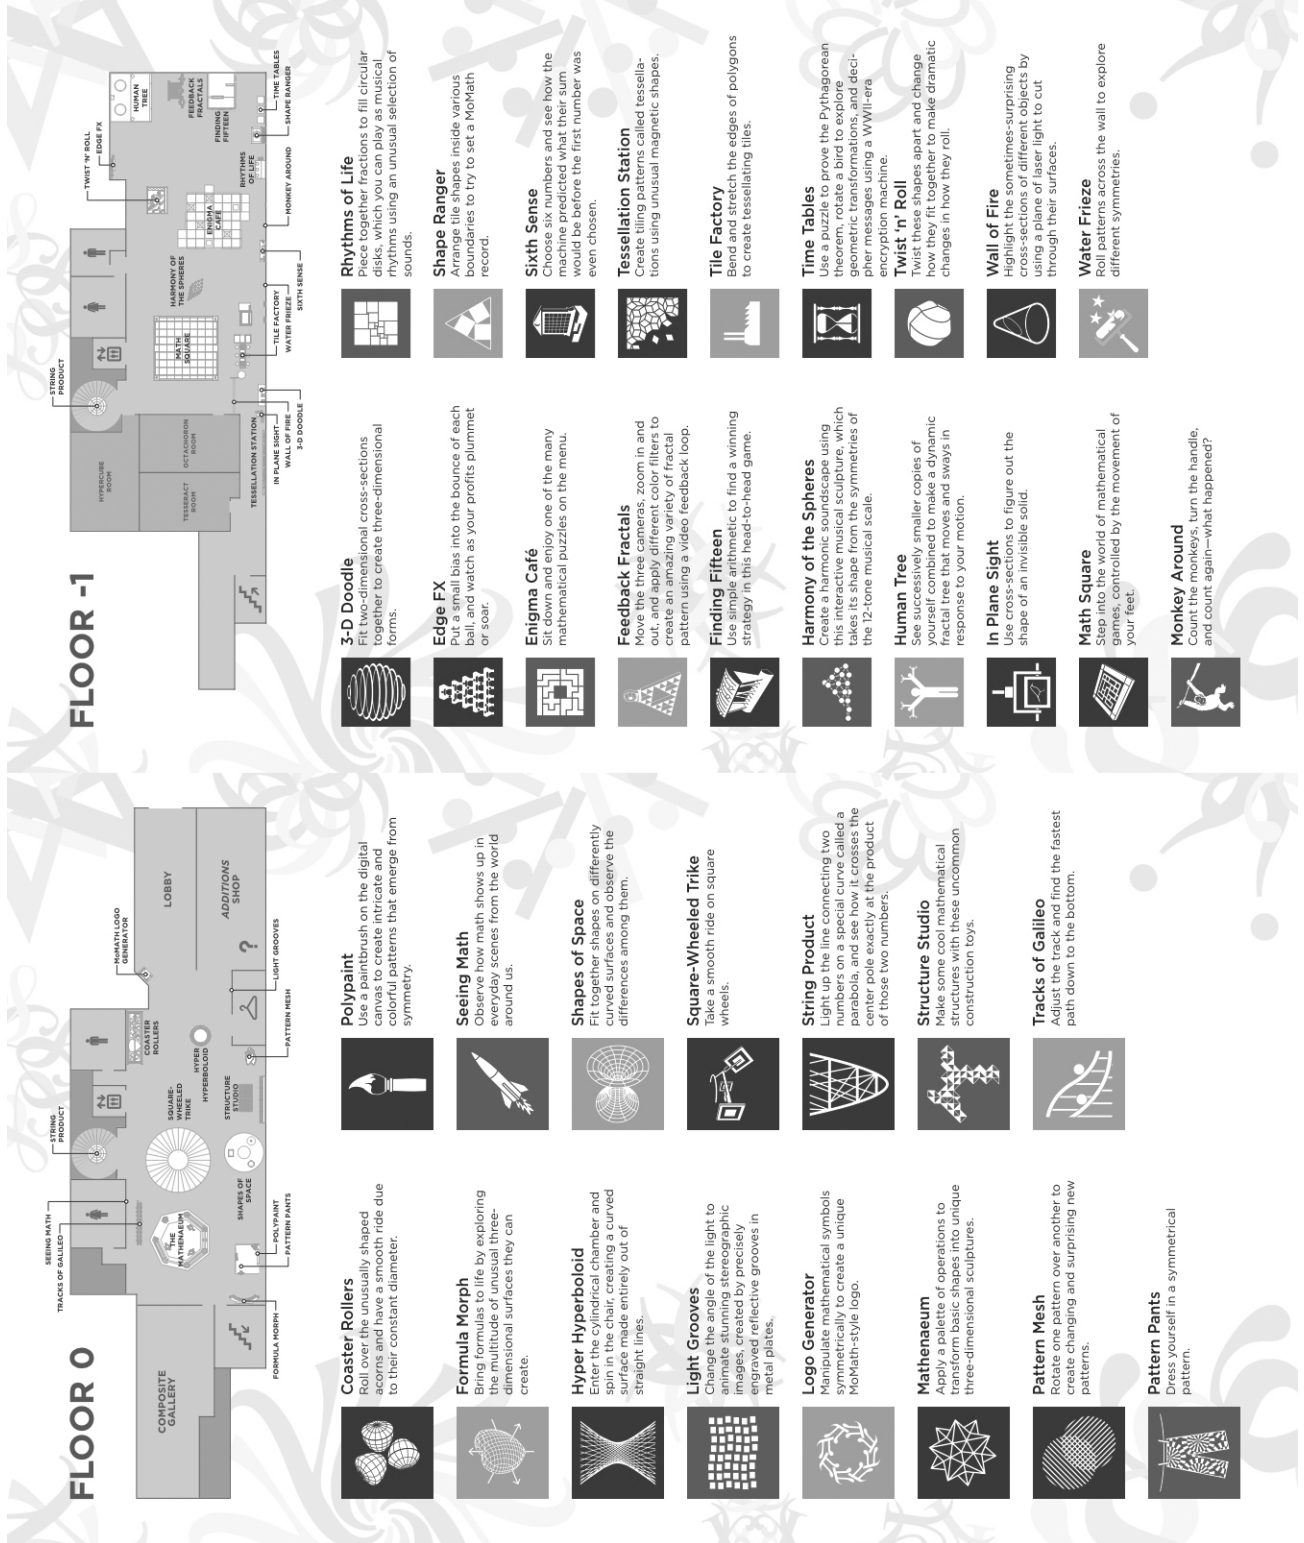 FLOOR 0
COMPOSITE
GALLERY
FORMULA MORPH
TRACKS OF GALILEO
SEEING MATH
THE
MATHENAEUM
POLYPAINT
PATTERN PANTS
SHAPES OF
SPACE
STRING
PRODUCT
SQUARE-
WHEELED
TRIKE
STRUCTURE
STUDIO
HYPER
HYPERBOLOID
COASTER
ROLLERS
PATTERN MESH
LIGHT GROOVES
MoMATH LOGO
GENERATOR
LOBBY
ADDITIONS
SHOP
?
Coaster Rollers
Roll over the unusually shaped
acorns and have a smooth ride due
to their constant diameter.
Formula Morph
Bring formulas to life by exploring
the multitude of unusual three-
dimensional surfaces they can
create.
Hyper Hyperboloid
Enter the cylindrical chamber and
spin in the chair, creating a curved
surface made entirely out of
straight lines.
Light Grooves
Change the angle of the light to
animate stunning stereographic
images, created by precisely
engraved reflective grooves in
metal plates.
Logo Generator
Manipulate mathematical symbols
symmetrically to create a unique
MoMath-style logo.
Mathenaeum
Apply a palette of operations to
transform basic shapes into unique
three-dimensional sculptures.
Pattern Mesh
Rotate one pattern over another to
create changing and surprising new
patterns.
Pattern Pants
Dress yourself in a symmetrical
pattern.
Polypaint
Use a paintbrush on the digital
canvas to create intricate and
colorful patterns that emerge from
symmetry.
Seeing Math
Observe how math shows up in
everyday scenes from the world
around us.
Shapes of Space
Fit together shapes on differently
curved surfaces and observe the
differences among them.
Square-Wheeled Trike
Take a smooth ride on square
wheels.
String Product
Light up the line connecting two
numbers on a special curve called a
parabola, and see how it crosses the
center pole exactly at the product
of those two numbers.
Structure Studio
Make some cool mathematical
structures with these uncommon
construction toys.
Tracks of Galileo
Adjust the track and find the fastest
path down to the bottom.
FLOOR -1
HYPERCUBE
ROOM
TESSERACT
ROOM
OCTACHORON
ROOM
TESSELLATION STATION
IN PLANE SIGHT
WALL OF FIRE
3-D DOODLE
STRING
PRODUCT
MATH
SQUARE
TILE FACTORY
WATER FRIEZE
SIXTH SENSE
HARMONY OF
THE SPHERES
ENIGMA
CAFE
MONKEY AROUND
TWIST 'N' ROLL
EDGE FX
RHYTHMS
OF LIFE
FINDING
FIFTEEN
FEEDBACK
FRACTALS
HUMAN
TREE
TIME TABLES
SHAPE RANGER
3-D Doodle
Fit two-dimensional cross-sections
together to create three-dimensional
forms.
Edge FX
Put a small bias into the bounce of each
ball, and watch as your profits plummet
or soar.
Enigma Café
Sit down and enjoy one of the many
mathematical puzzles on the menu.
Feedback Fractals
Move the three cameras, zoom in and
out, and apply different color filters to
create an amazing variety of fractal
pattern using a video feedback loop.
Finding Fifteen
Use simple arithmetic to find a winning
strategy in this head-to-head game.
Harmony of the Spheres
Create a harmonic soundscape using
this interactive musical sculpture, which
takes its shape from the symmetries of
the 12-tone musical scale.
Human Tree
See successively smaller copies of
yourself combined to make a dynamic
fractal tree that moves and sways in
response to your motion.
In Plane Sight
Use cross-sections to figure out the
shape of an invisible solid.
Math Square
Step into the world of mathematical
games, controlled by the movement of
your feet.
Monkey Around
Count the monkeys, turn the handle,
and count again—what happened?
Rhythms of Life
Piece together fractions to fill circular
disks, which you can play as musical
rhythms using an unusual selection of
sounds.
Shape Ranger
Arrange tile shapes inside various
boundaries to try to set a MoMath
record.
Sixth Sense
Choose six numbers and see how the
machine predicted what their sum
would be before the first number was
even chosen.
Tessellation Station
Create tiling patterns called tessella-
tions using unusual magnetic shapes.
Tile Factory
Bend and stretch the edges of polygons
to create tessellating tiles.
Time Tables
Use a puzzle to prove the Pythagorean
theorem, rotate a bird to explore
geometric transformations, and deci-
pher messages using a WWII-era
encryption machine.
Twist 'n' Roll
Twist these shapes apart and change
how they fit together to make dramatic
changes in how they roll.
Wall of Fire
Highlight the sometimes-surprising
cross-sections of different objects by
using a plane of laser light to cut
through their surfaces.
Water Frieze
Roll patterns across the wall to explore
different symmetries.